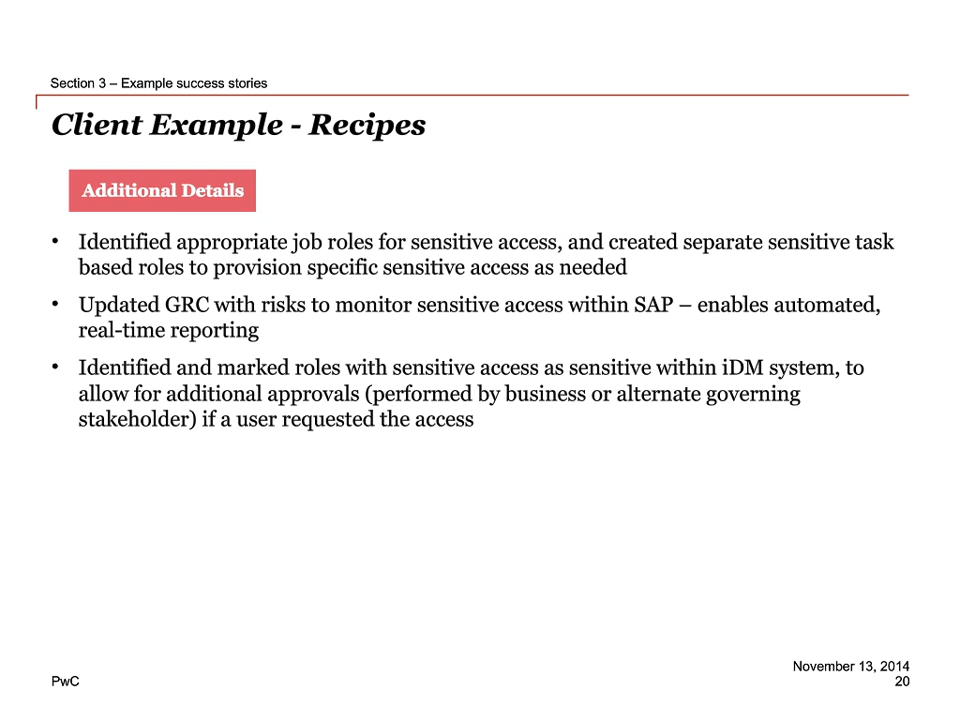 Section 3 – Example success stories
Client Example - Recipes
Additional Details
• Identified appropriate job roles for sensitive access, and created separate sensitive task
based roles to provision specific sensitive access as needed
• Updated GRC with risks to monitor sensitive access within SAP – enables automated,
real-time reporting
• Identified and marked roles with sensitive access as sensitive within iDM system, to
allow for additional approvals (performed by business or alternate governing
stakeholder) if a user requested the access
November 13, 2014
PwC 20